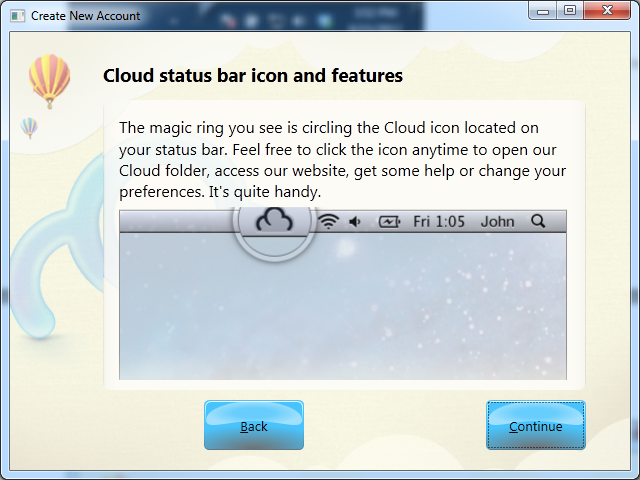 Create New Account
Cloud status bar icon and features
The magic ring you see is circling the Cloud icon located on
your status bar. Feel free to click the icon anytime to open our
Cloud folder, access our website, get some help or change your
preferences. It's quite handy.
Fri 1:05 John
Back Continue